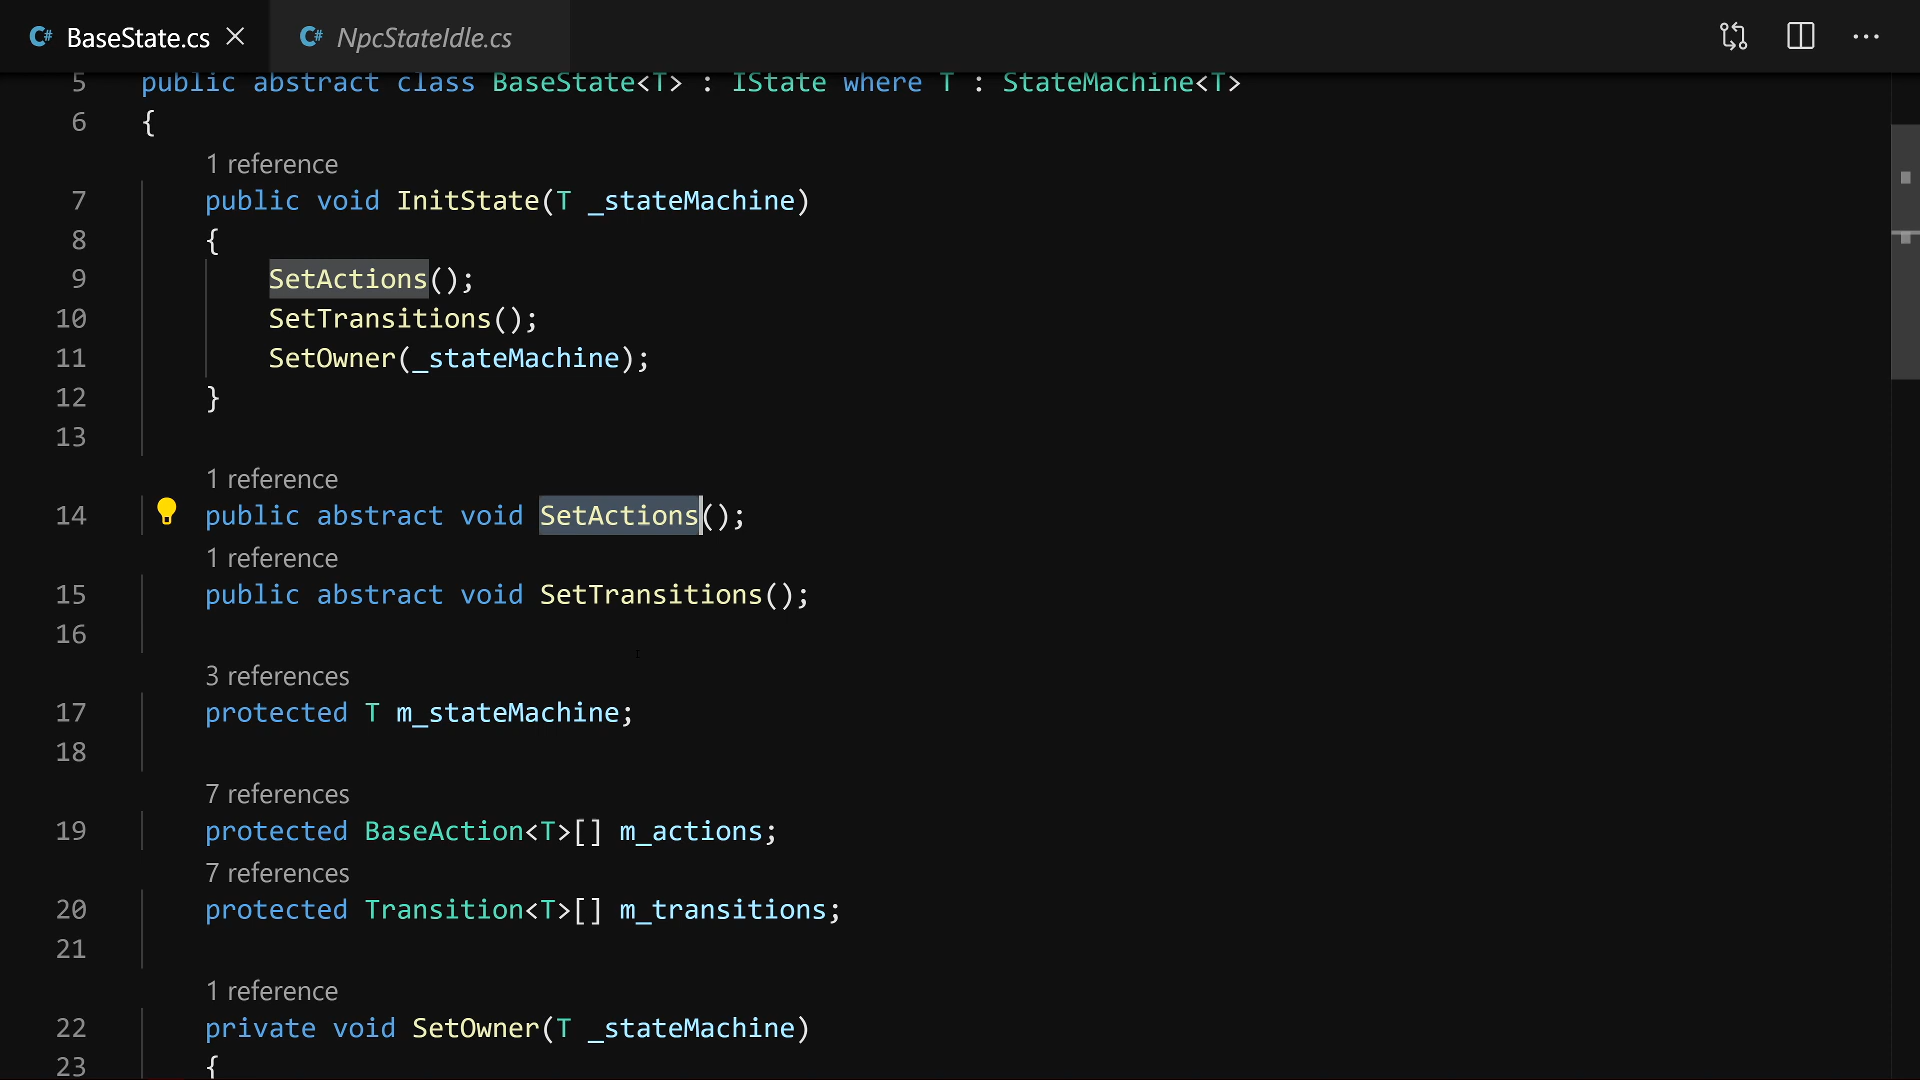 C# BaseState.cs C# NpcStateIdle.cs
5 public abstract class BaseState<T> : IState where T : StateMachine<T>
6 {
1 reference
7 public void InitState(T _stateMachine)
8 {
9 SetActions();
10 SetTransitions();
11 SetOwner(_stateMachine);
12 }
13
1 reference
14 public abstract void SetActions();
1 reference
15 public abstract void SetTransitions();
16
3 references
17 protected T m_stateMachine;
18
7 references
19 protected BaseAction<T>[] m_actions;
7 references
20 protected Transition<T>[] m_transitions;
21
1 reference
22 private void SetOwner(T _stateMachine)
23 {